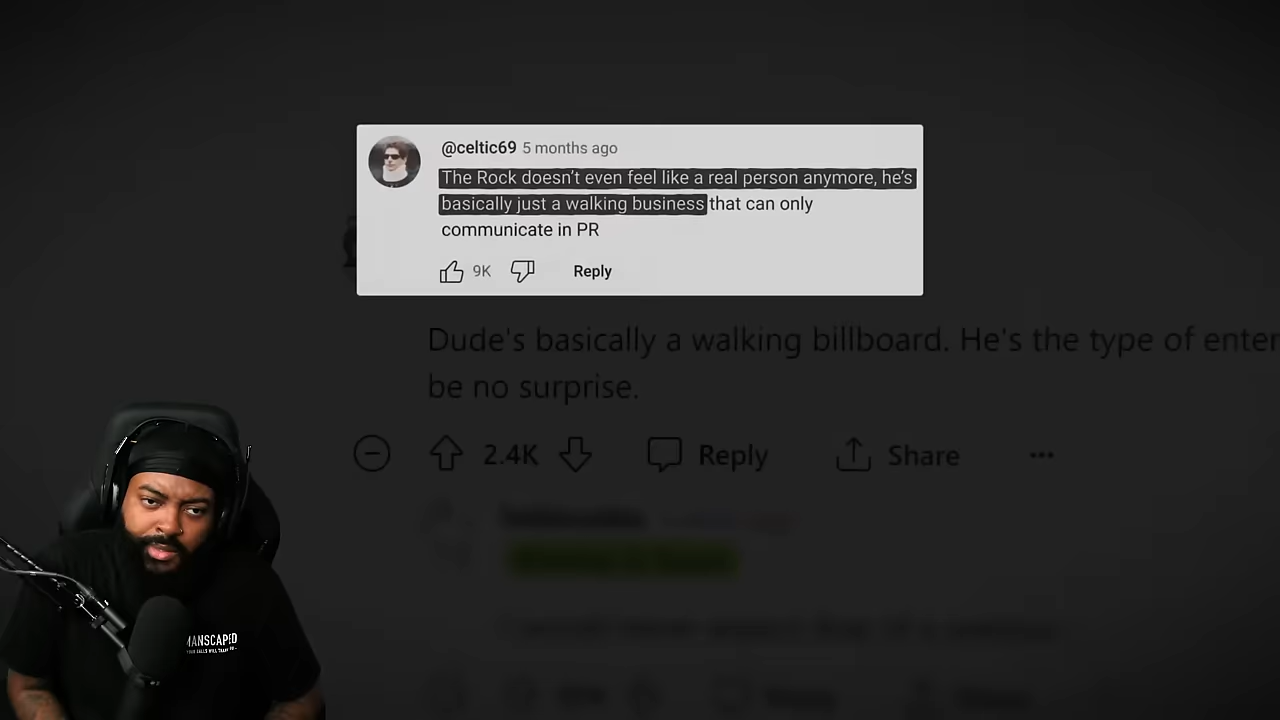 @celtic69 5 months ago
The Rock doesn't even feel like a real person anymore, he's
basically just a walking business that can only
communicate in PR
9K Reply
Dude's basically a walking billboard. He's the type of enter
be no surprise.
2.4K Reply Share
MANSCAPED